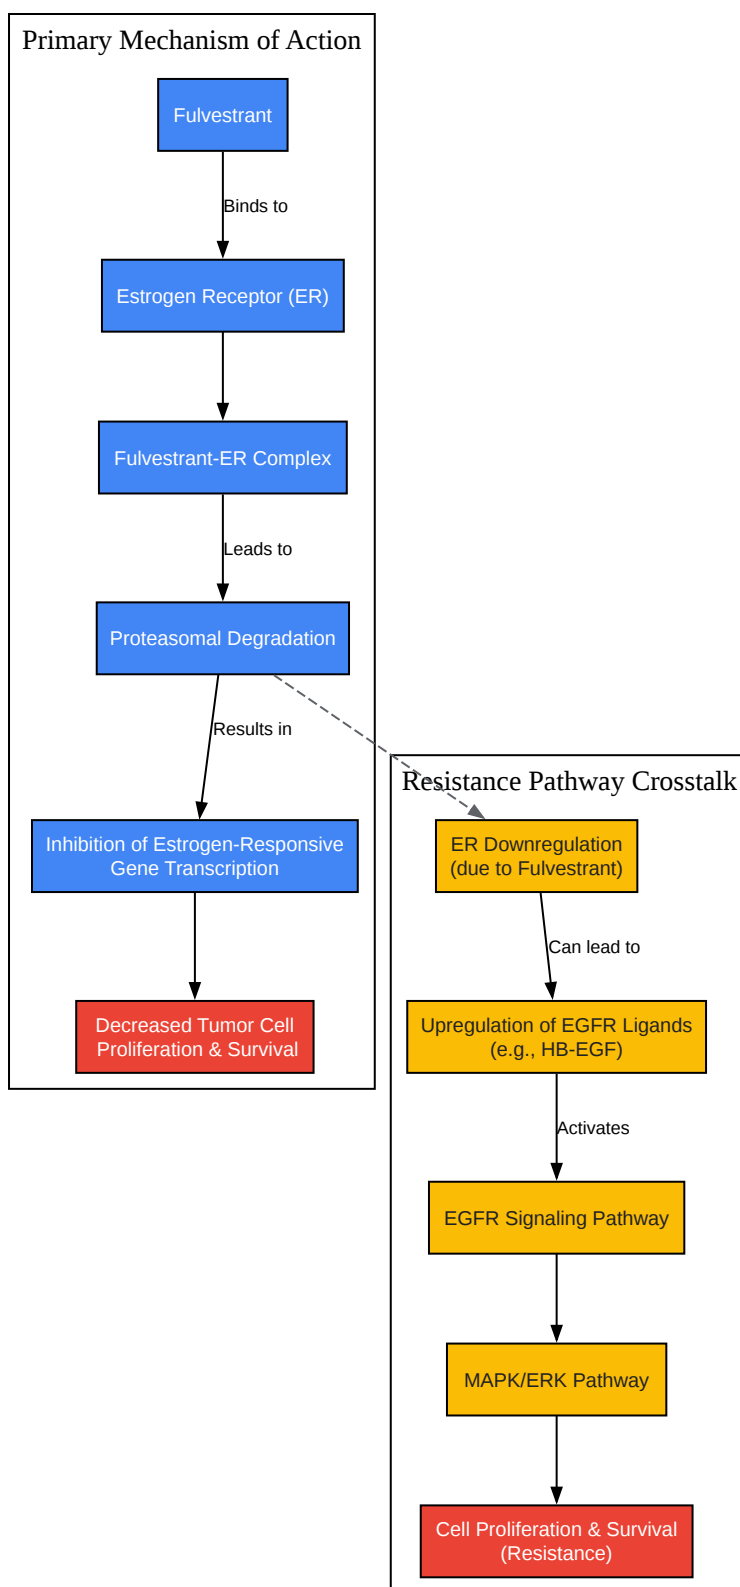 Primary Mechanism of Action
Fulvestrant
Binds to
Estrogen Receptor (ER)
Fulvestrant-ER Complex
Leads to
Proteasomal Degradation
Results in
Inhibition of Estrogen-Responsive
Gene Transcription
Decreased Tumor Cell
Proliferation & Survival
Resistance Pathway Crosstalk
ER Downregulation
(due to Fulvestrant)
Can lead to
Upregulation of EGFR Ligands
(e.g., HB-EGF)
Activates
EGFR Signaling Pathway
MAPK/ERK Pathway
Cell Proliferation & Survival
(Resistance)